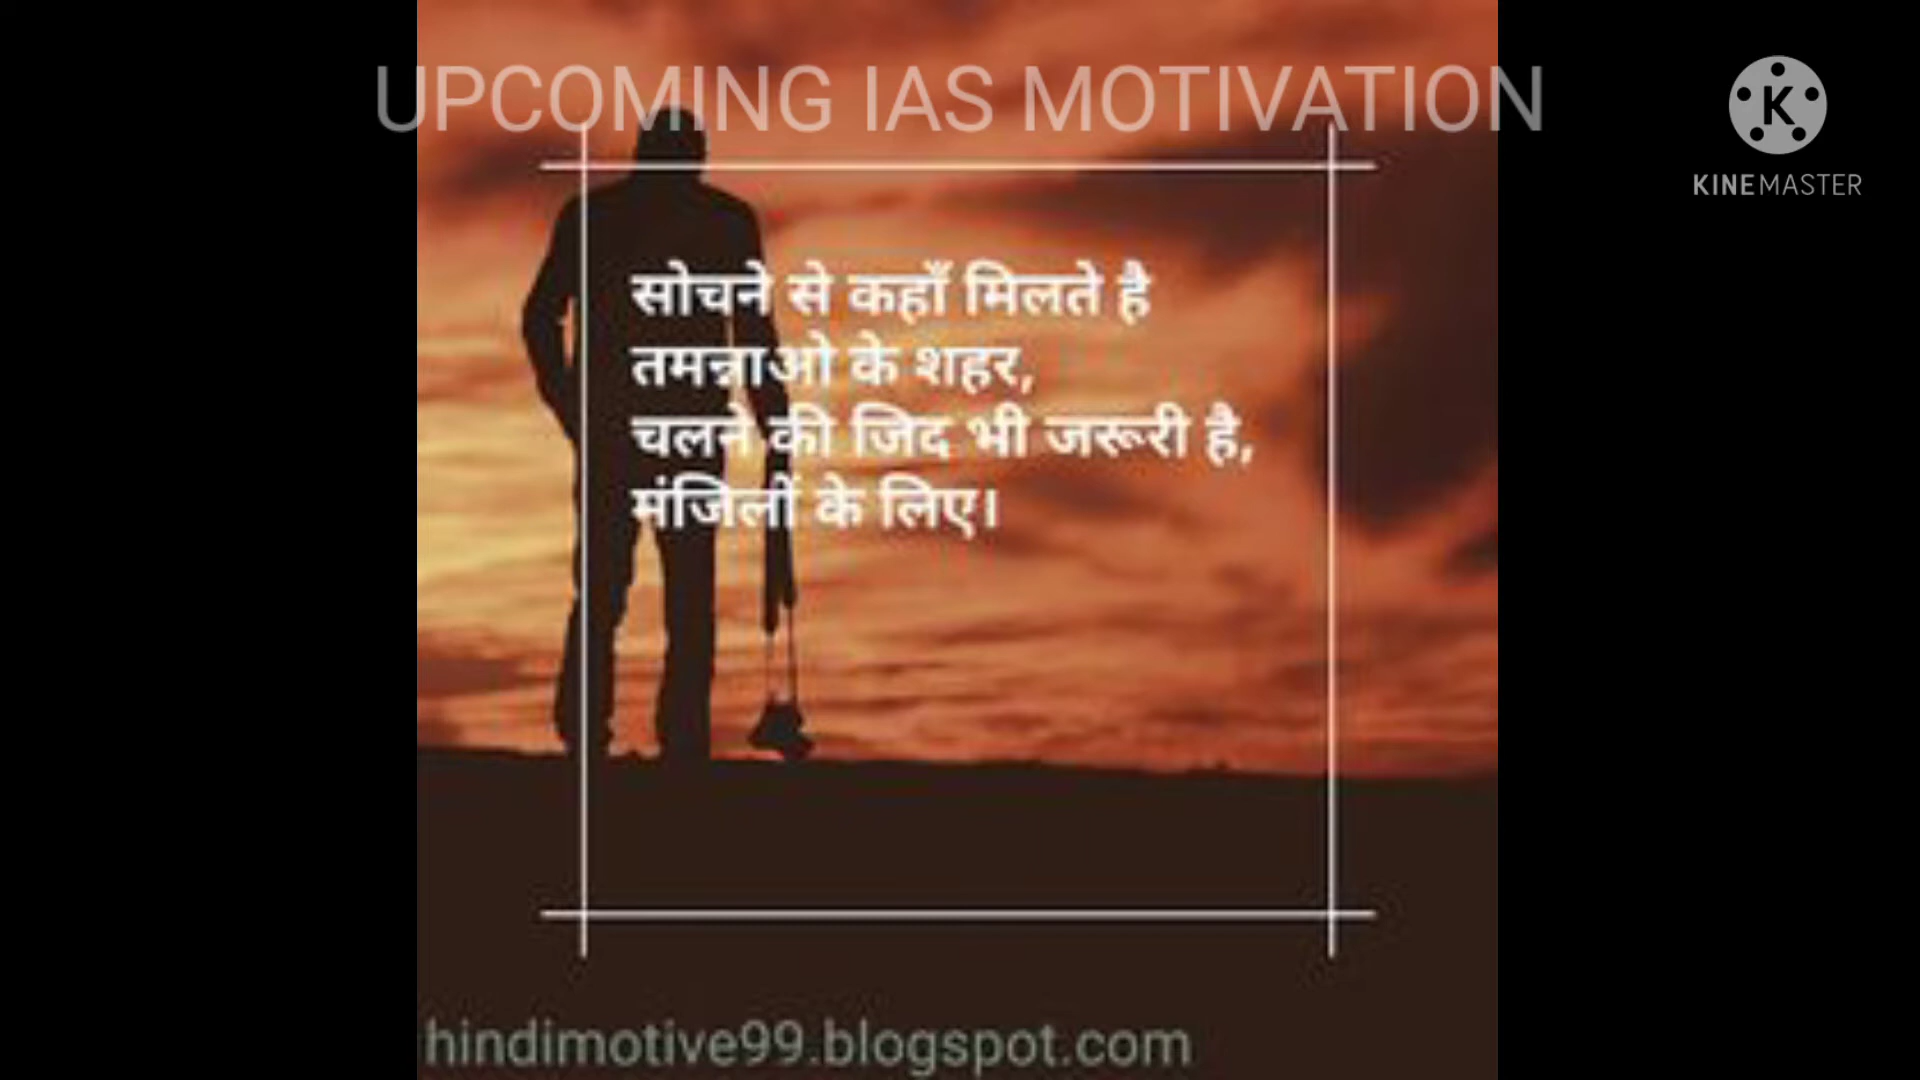 UPCOMING IAS MOTIVATION
KINEMASTER
सोचने से कहाँ मिलते है
तमन्नाओ के शहर,
चलने की जिद भी जरूरी है,
मंजिलों के लिए।
hindimotive99.blogspot.com